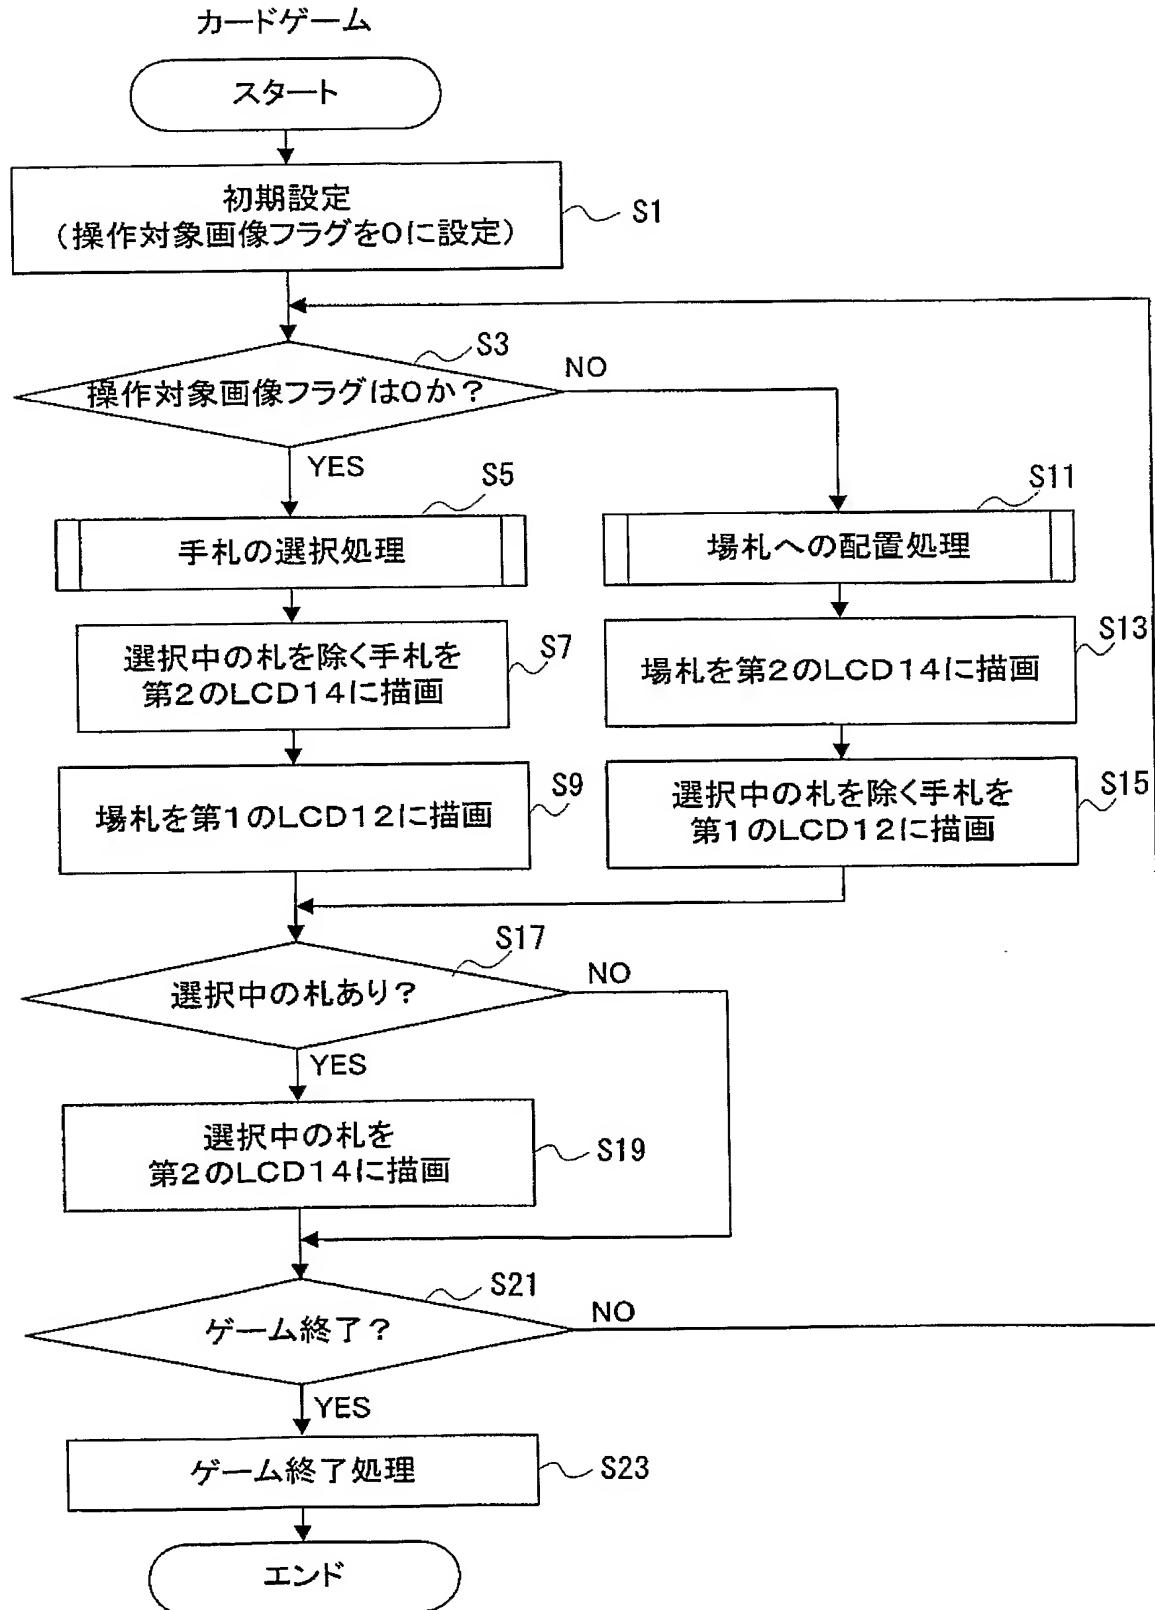 カードゲーム
スタート
初期設定
（操作対象画像フラグを０に設定）
S1
S3
操作対象画像フラグは０か？
NO
YES
S5
手札の選択処理
S11
場札への配置処理
選択中の札を除く手札を
第２のＬＣＤ１４に描画
S7
場札を第２のＬＣＤ１４に描画
S13
場札を第１のＬＣＤ１２に描画
S9
選択中の札を除く手札を
第１のＬＣＤ１２に描画
S15
S17
選択中の札あり？
NO
YES
選択中の札を
第２のＬＣＤ１４に描画
S19
S21
ゲーム終了？
NO
YES
ゲーム終了処理
S23
エンド